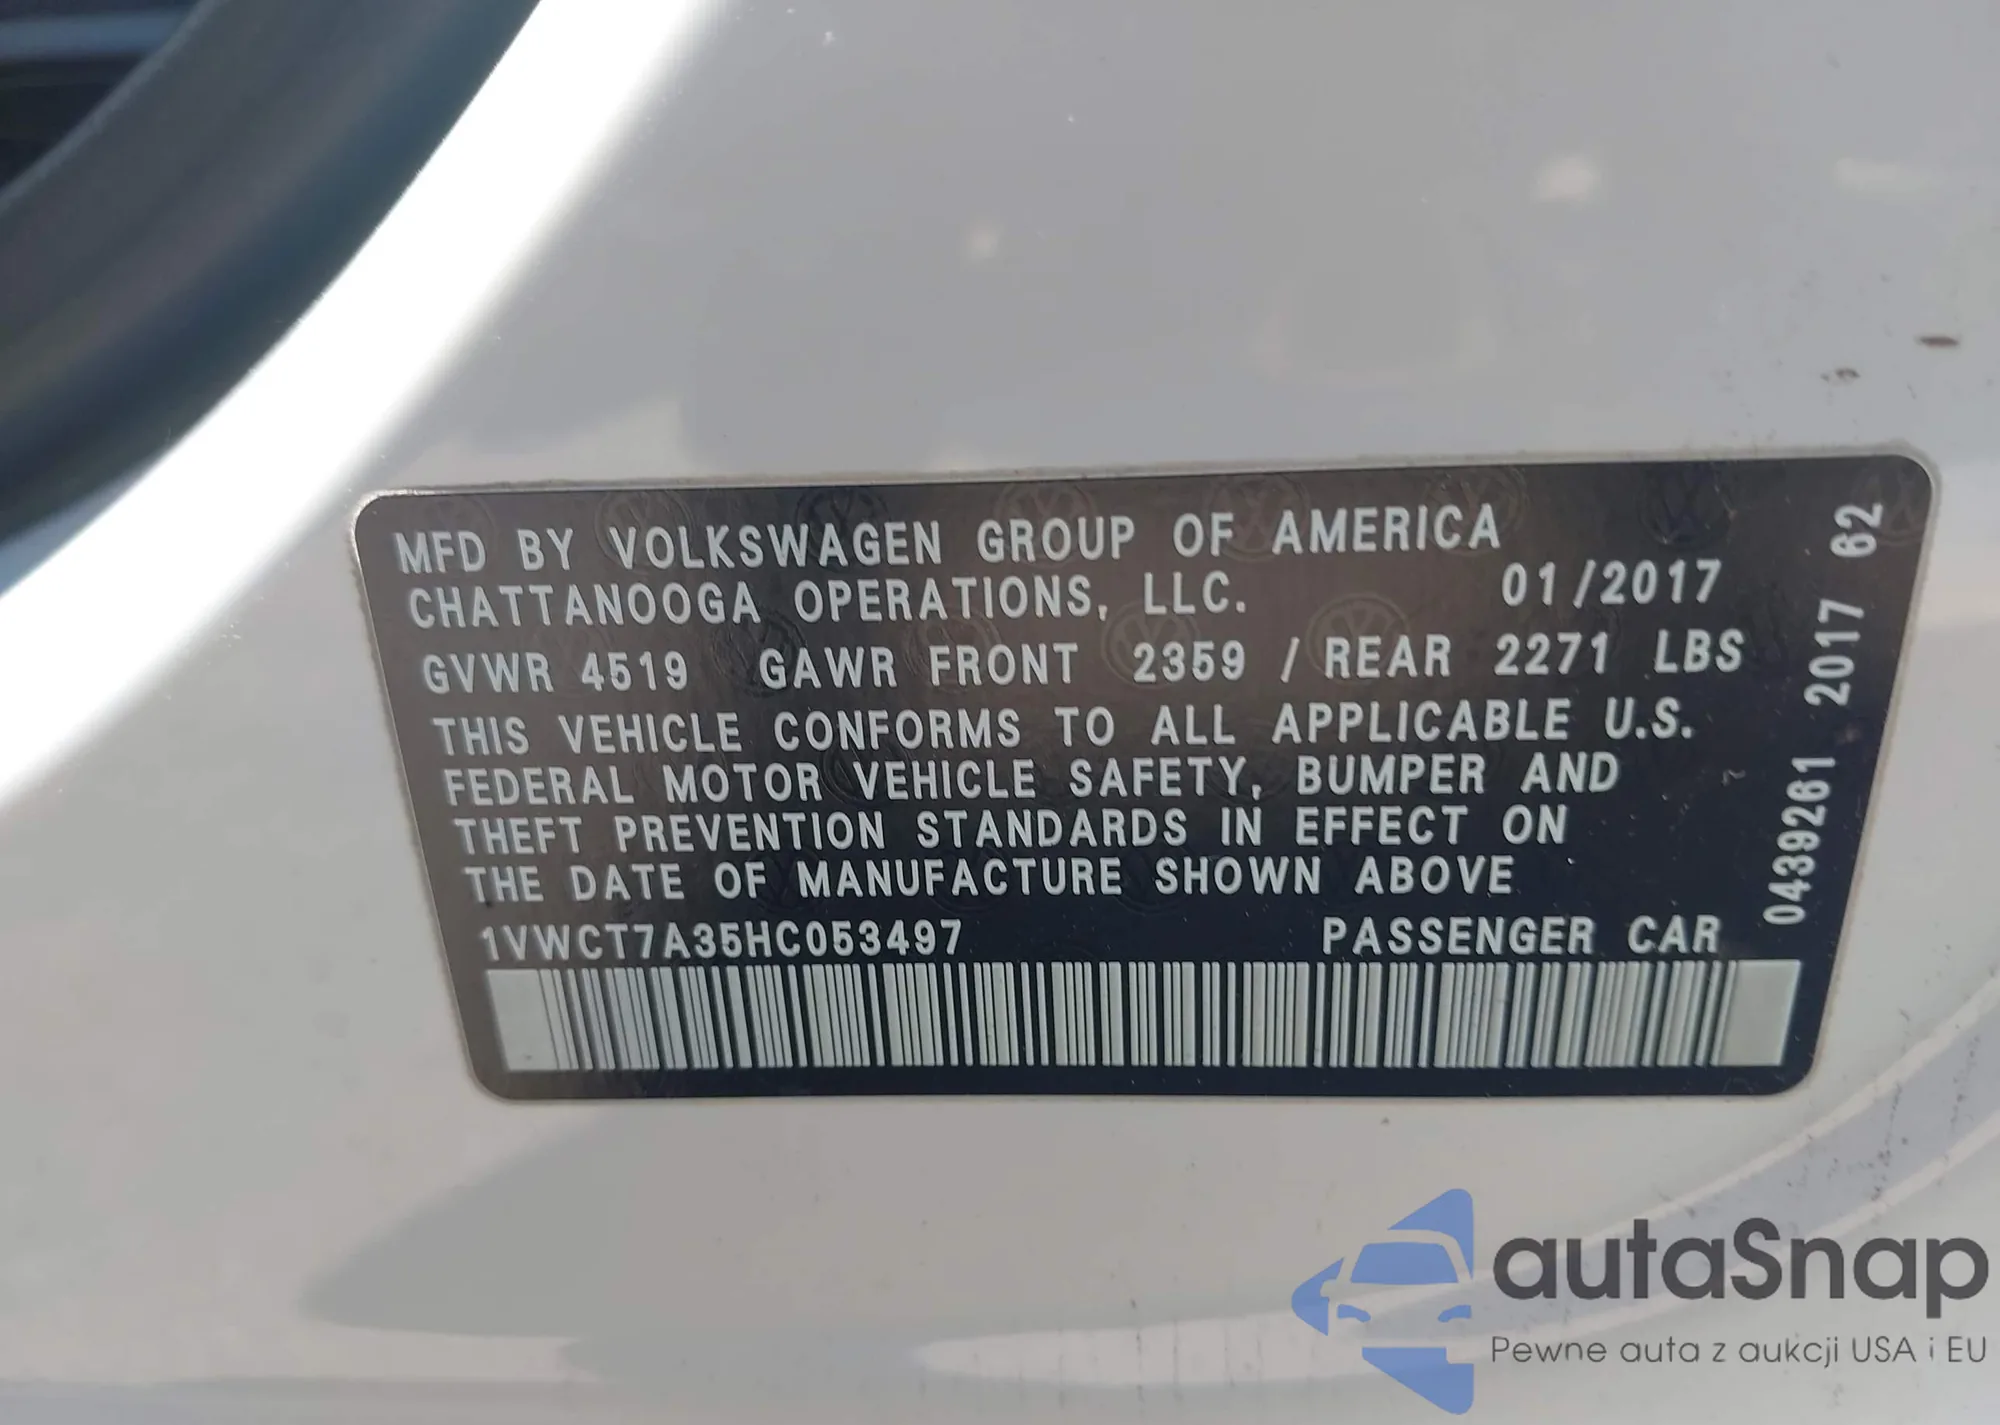 MFD BY VOLKSWAGEN GROUP OF AMERICA
CHATTANOOGA OPERATIONS, LLC. 01/2017
GVWR 4519 GAWR FRONT 2359 / REAR 2271 LBS
THIS VEHICLE CONFORMS TO ALL APPLICABLE U.S.
FEDERAL MOTOR VEHICLE SAFETY, BUMPER AND
THEFT PREVENTION STANDARDS IN EFFECT ON
THE DATE OF MANUFACTURE SHOWN ABOVE
1VWCT7A35HC053497 PASSENGER CAR
0439261 2017 62
autaSnap
Pewne auta z aukcji USA i EU